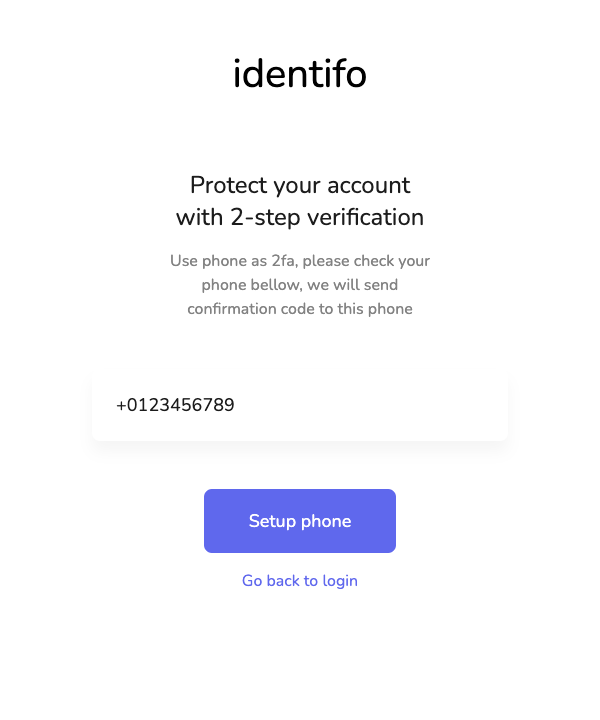 identifo
Protect your account
with 2-step verification
Use phone as 2fa, please check your
phone bellow, we will send
confirmation code to this phone
+0123456789
Setup phone
Go back to login